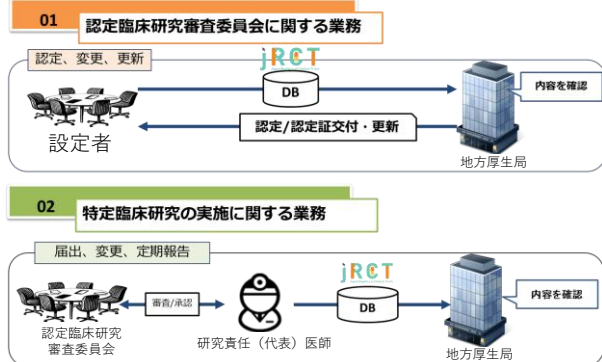 01
認定臨床研究審査委員会に関する業務
認定、変更、更新
jRCT
DB
内容を確認
認定/認定証交付・更新
設定者
地方厚生局
02
特定臨床研究の実施に関する業務
届出、変更、定期報告
jRCT
審査/承認
DB
内容を確認
認定臨床研究
審査委員会
研究責任（代表）医師
地方厚生局